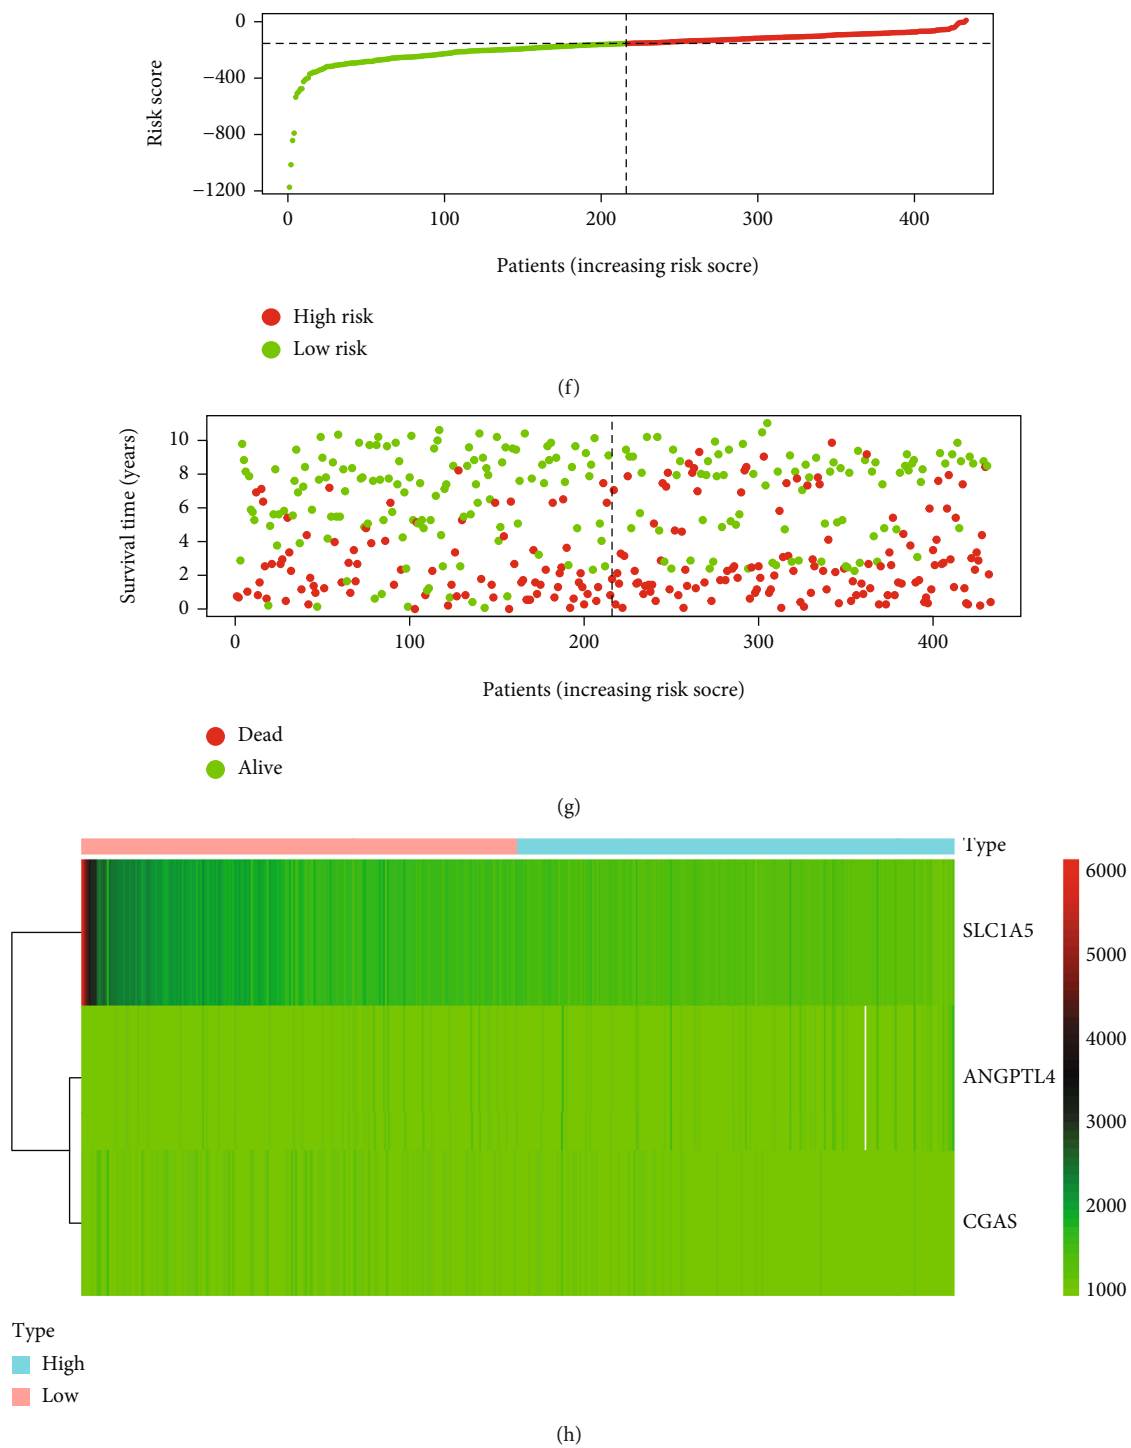 0
−400
−800
−1200
Risk score
0 100 200 300 400
Patients (increasing risk socre)
High risk
Low risk
(f)
10
8
6
4
2
0
Survival time (years)
0 100 200 300 400
Patients (increasing risk socre)
Dead
Alive
(g)
Type
SLC1A5
ANGPTL4
CGAS
6000
5000
4000
3000
2000
1000
Type
High
Low
(h)